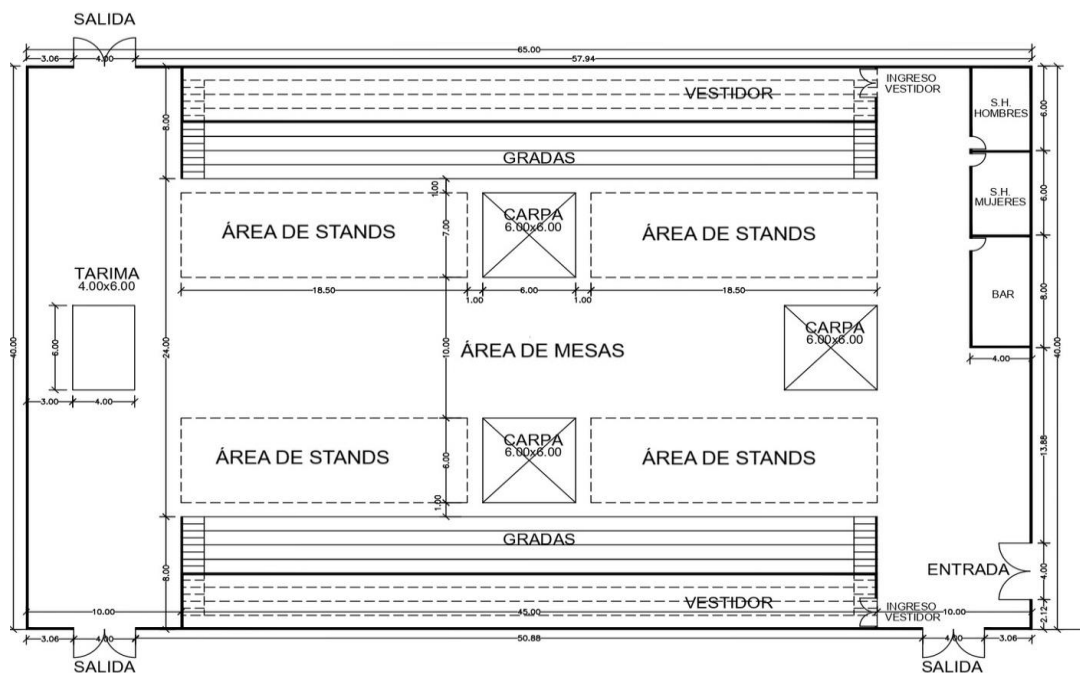 SALIDA
65.00
3.06
4.00
57.94
VESTIDOR
INGRESO
VESTIDOR
S.H.
HOMBRES
6.00
8.00
GRADAS
1.00
ÁREA DE STANDS
7.00
CARPA
6.00x6.00
ÁREA DE STANDS
S.H.
MUJERES
6.00
TARIMA
4.00x6.00
18.50
1.00
6.00
1.00
18.50
BAR
8.00
40.00
6.00
24.00
10.00
ÁREA DE MESAS
CARPA
6.00x6.00
4.00
40.00
3.00
4.00
ÁREA DE STANDS
6.00
CARPA
6.00x6.00
ÁREA DE STANDS
13.88
1.00
GRADAS
8.00
ENTRADA
4.00
VESTIDOR
INGRESO
VESTIDOR
2.12
10.00
45.00
10.00
3.06
4.00
50.88
4.00
3.06
SALIDA
SALIDA